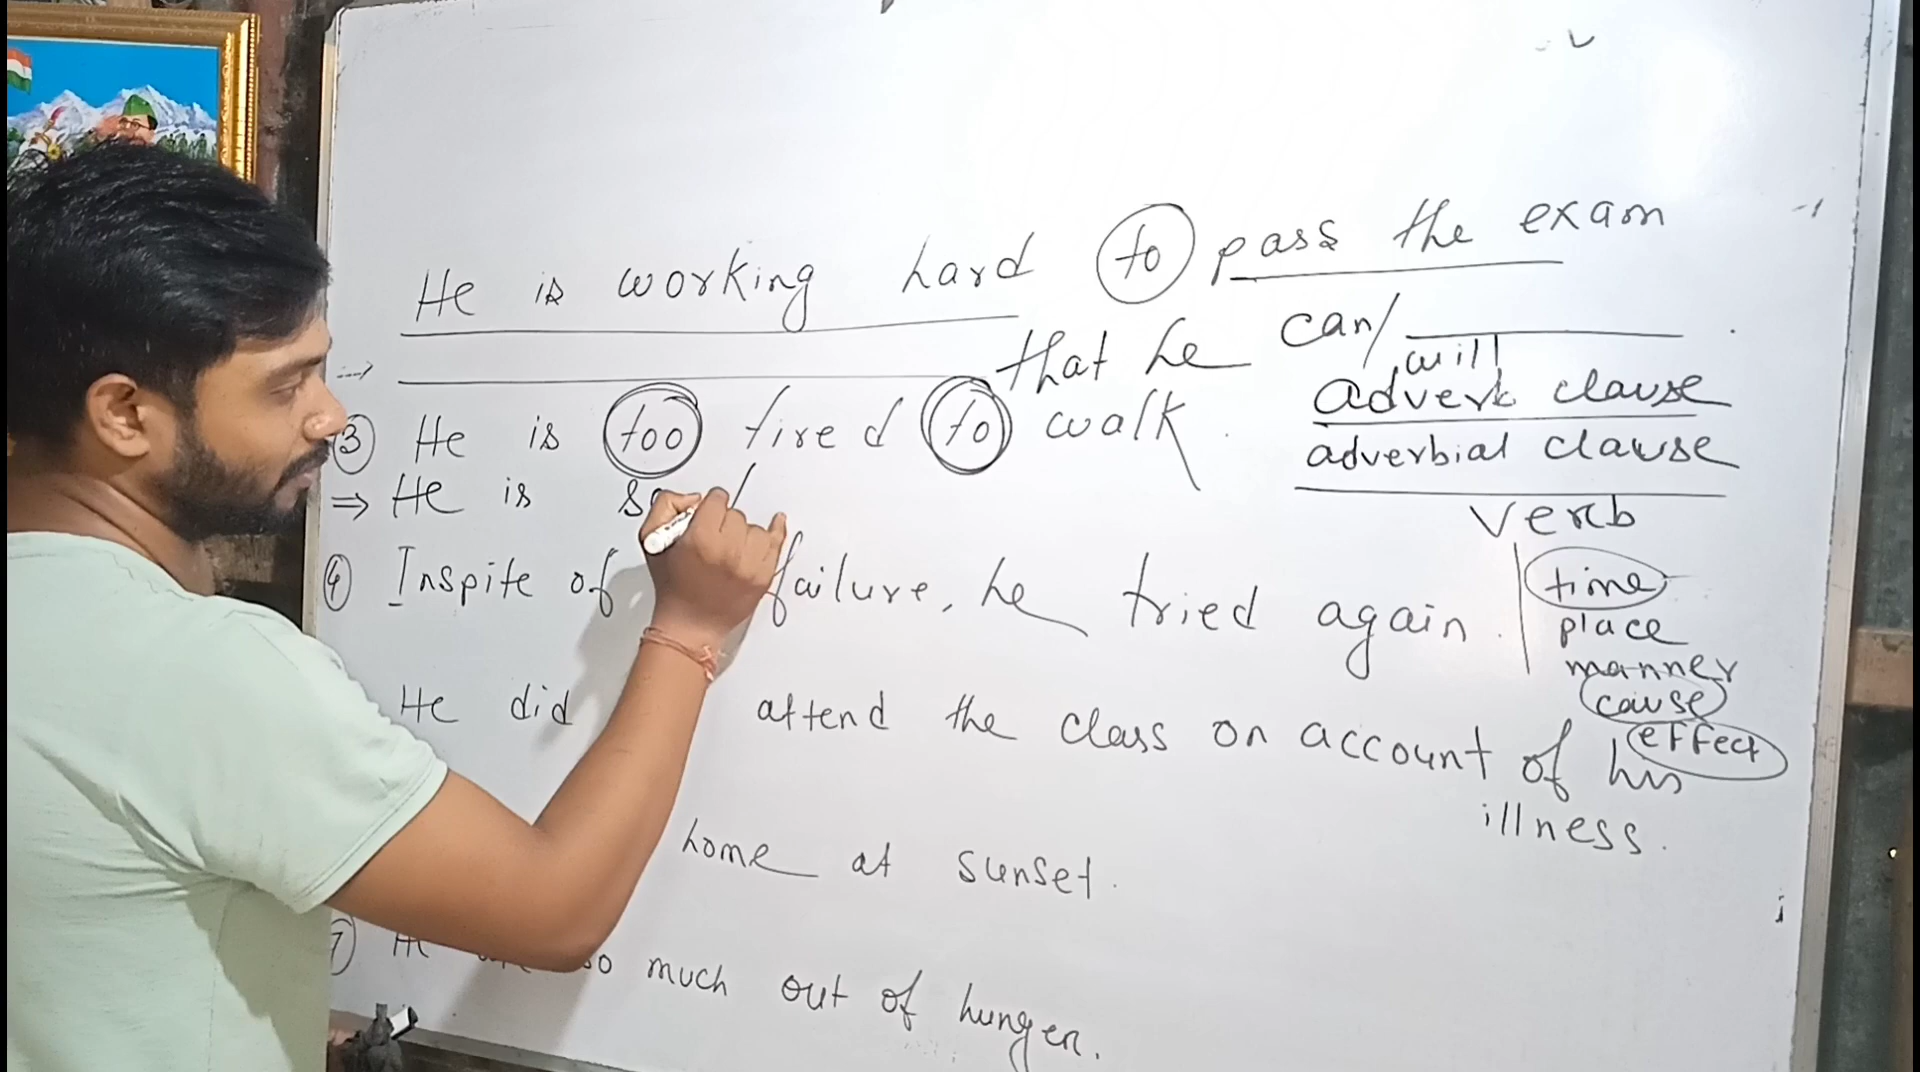 He is working hard to pass the exam
→ that he can/
will
③ He is too tired to walk.
⇒ He is so
④ Inspite of failure, he tried again.
He did attend the class on account of his
illness.
home at sunset.
7 so much out of hunger.
adverb clause
adverbial clause
verb
time
place
manner
cause
effect